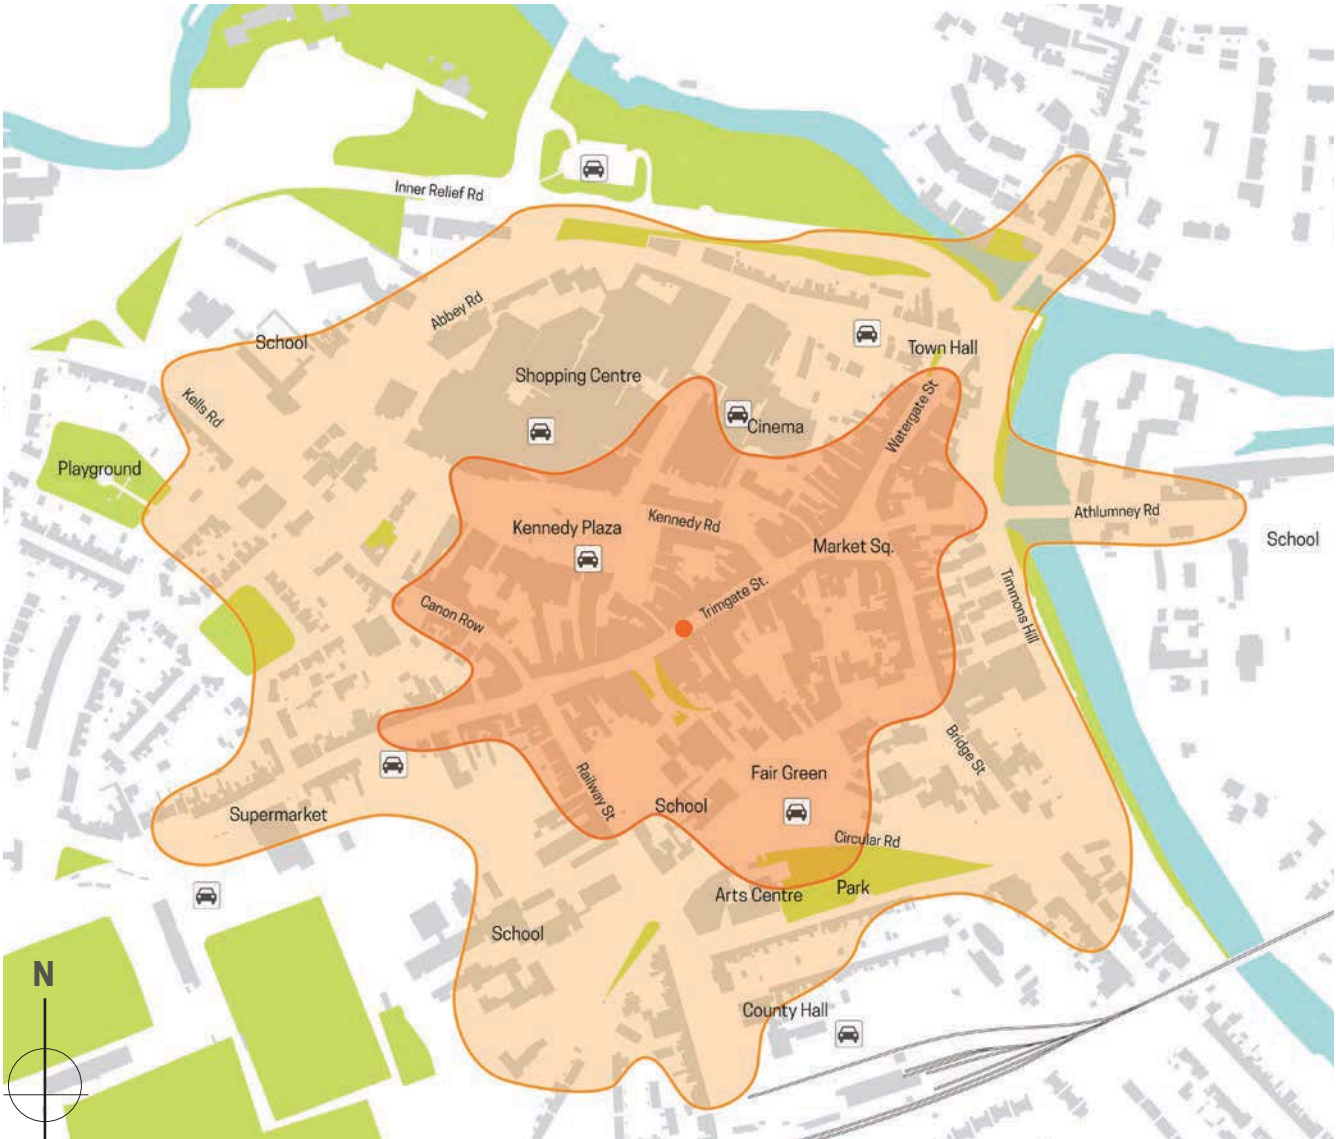 Inner Relief Rd
Abbey Rd
School
Town Hall
Shopping Centre
Kells Rd
Watergate St
Cinema
Playground
Kennedy Rd
Kennedy Plaza
Athlumney Rd
School
Market Sq.
Trimgate St.
Canon Row
Timmons Hill
Bridge St
Fair Green
Railway St
School
Supermarket
Circular Rd
Park
Arts Centre
School
N
County Hall